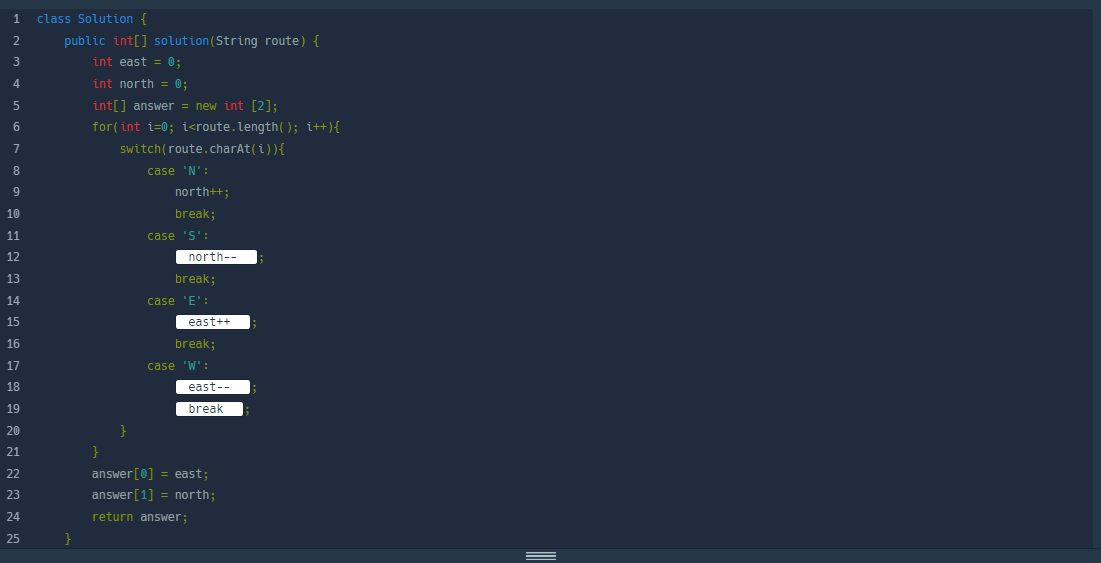 1 class Solution {
2 public int[] solution(String route) {
3 int east = 0;
4 int north = 0;
5 int[] answer = new int [2];
6 for(int i=0; i<route.length(); i++){
7 switch(route.charAt(i)){
8 case 'N':
9 north++;
10 break;
11 case 'S':
12 north-- ;
13 break;
14 case 'E':
15 east++ ;
16 break;
17 case 'W':
18 east-- ;
19 break ;
20 }
21 }
22 answer[0] = east;
23 answer[1] = north;
24 return answer;
25 }